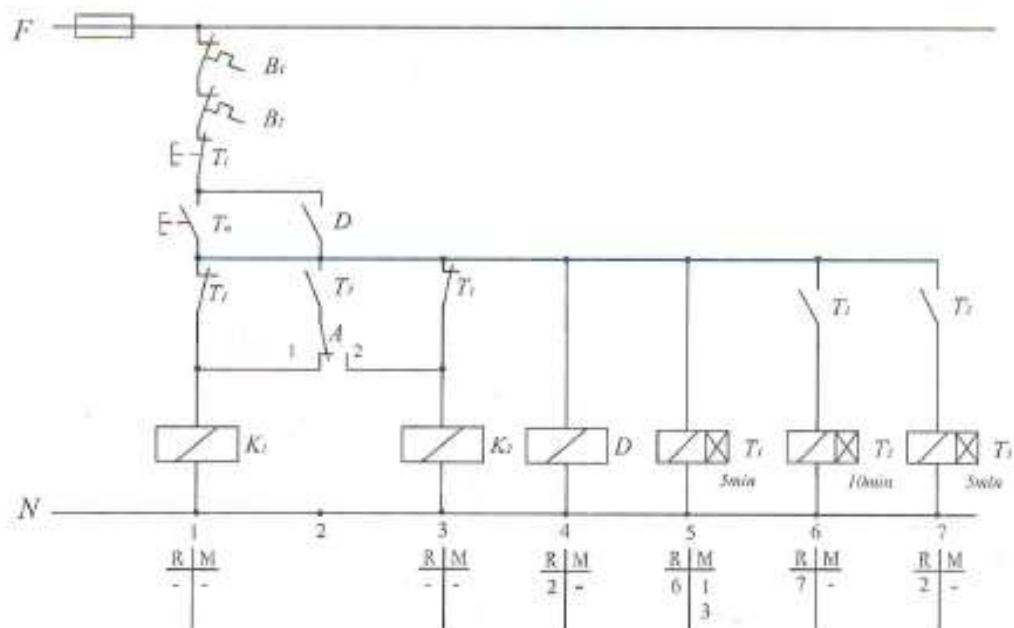 F
B1
B2
T1
Ta D
T1 T3 T1 T1 T2
1 A 2
K1 K2 D T1 T2 T3
5min 10min 5min
N
1 2 3 4 5 6 7
R M R M R M R M R M R M
- - - - 2 - 6 1 7 - 2 -
3